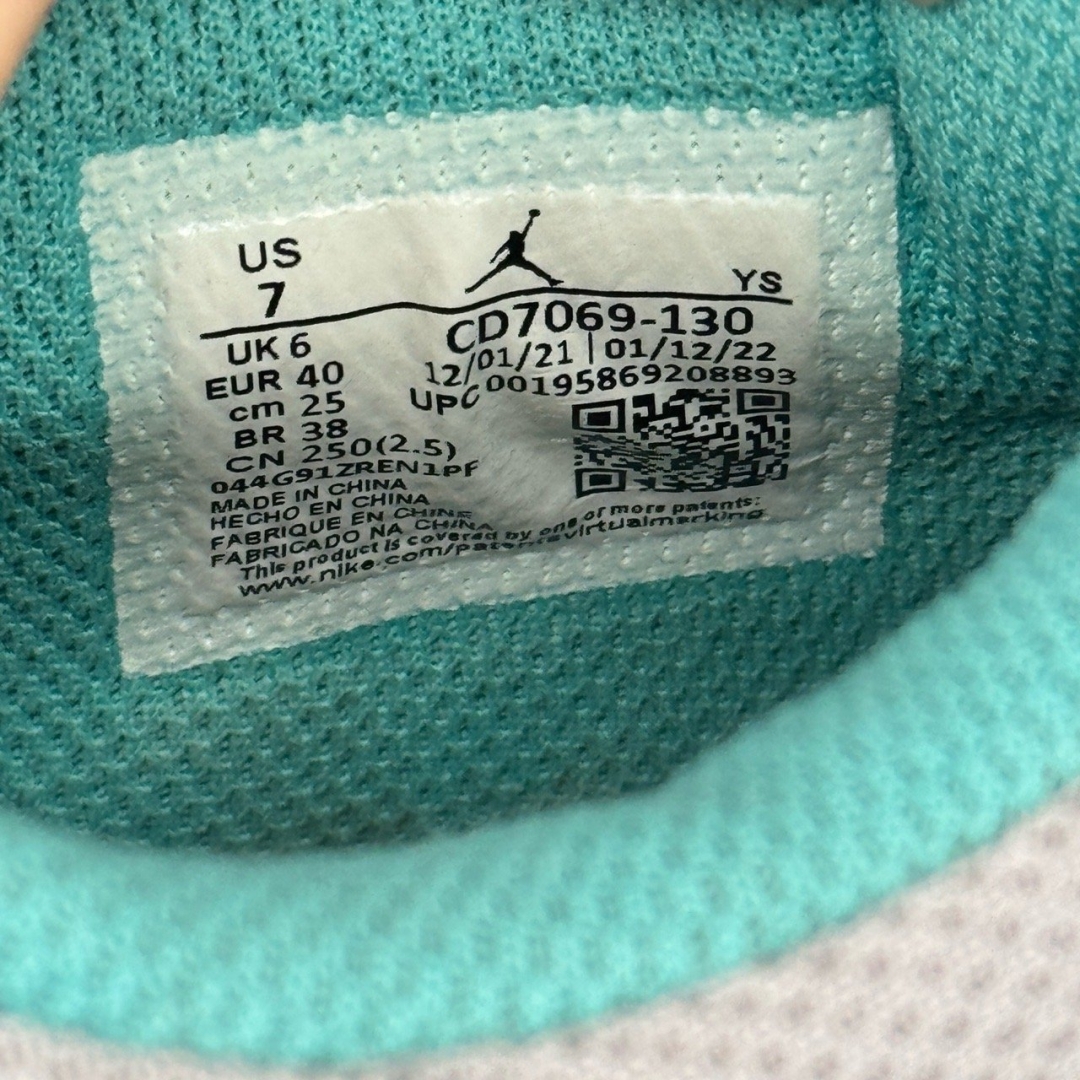 US
7
YS
CD7069-130
12/01/21 | 01/12/22
UPC 00195869208893
UK 6
EUR 40
cm 25
BR 38
CN 250(2.5)
044G91ZREN1PF
MADE IN CHINA
HECHO EN CHINA
FABRIQUE EN CHINE
FABRICADO NA CHINA
This product is covered by one or more patents:
www.nike.com/patentsvirtualmarking